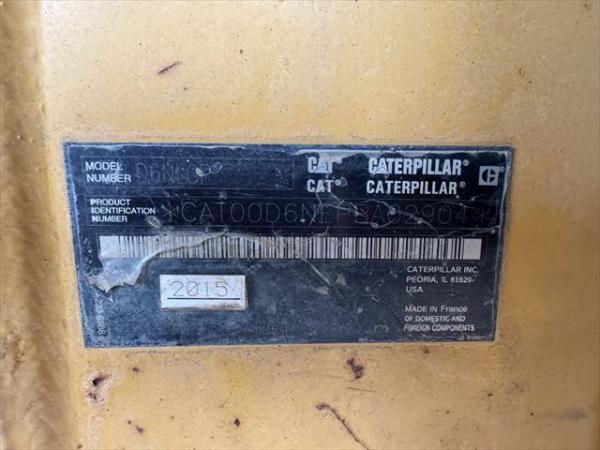 MODEL
NUMBER
CAT CATERPILLAR®
CAT® CATERPILLAR®
C
PRODUCT
IDENTIFICATION
NUMBER
2015
CATERPILLAR INC.
PEORIA, IL 61629-
USA
MADE IN France
OF DOMESTIC AND
FOREIGN COMPONENTS